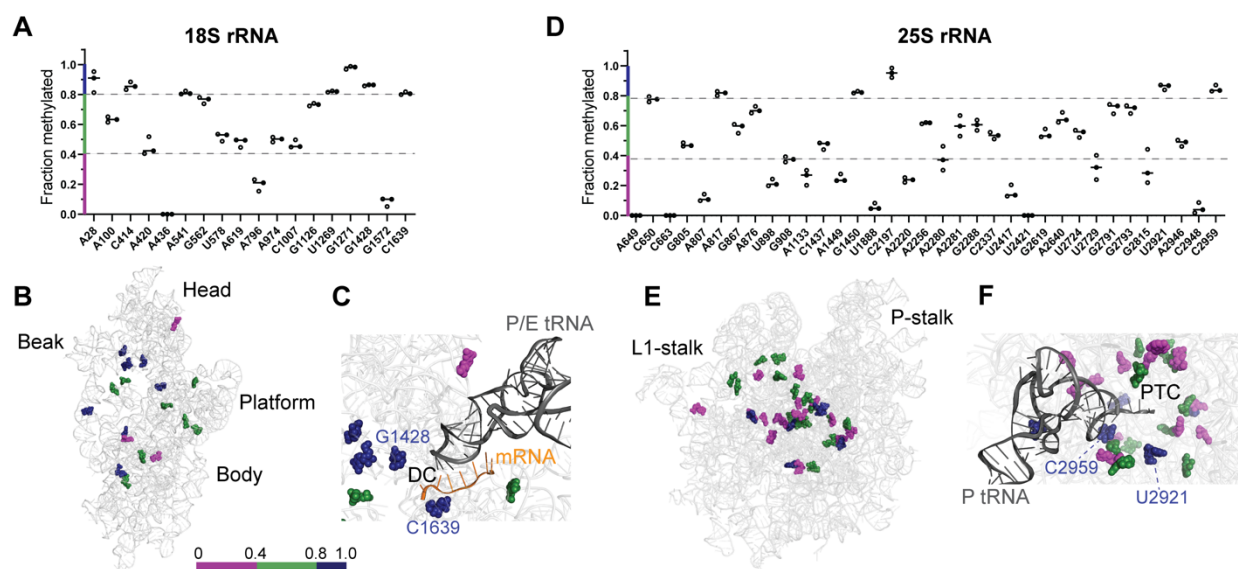 A
18S rRNA
Fraction methylated
1.0
0.8
0.6
0.4
0.2
0.0
A28 A100 C414 A420 A436 A541 G562 U578 A619 A796 A974 C1007 G1126 U1269 G1271 G1428 G1572 C1639
D
25S rRNA
Fraction methylated
1.0
0.8
0.6
0.4
0.2
0.0
A649 C650 C663 G805 A807 A817 G867 A876 U898 G908 A1133 C1437 A1449 G1450 U1888 C2197 A2220 A2256 A2280 A2281 G2288 C2337 U2417 U2421 G2619 A2640 U2724 U2729 G2791 G2793 G2815 U2921 A2946 C2948 C2959
B
Head
Beak
Platform
Body
0 0.4 0.8 1.0
C
P/E tRNA
G1428
mRNA
DC
C1639
E
P-stalk
L1-stalk
F
PTC
C2959
P tRNA
U2921